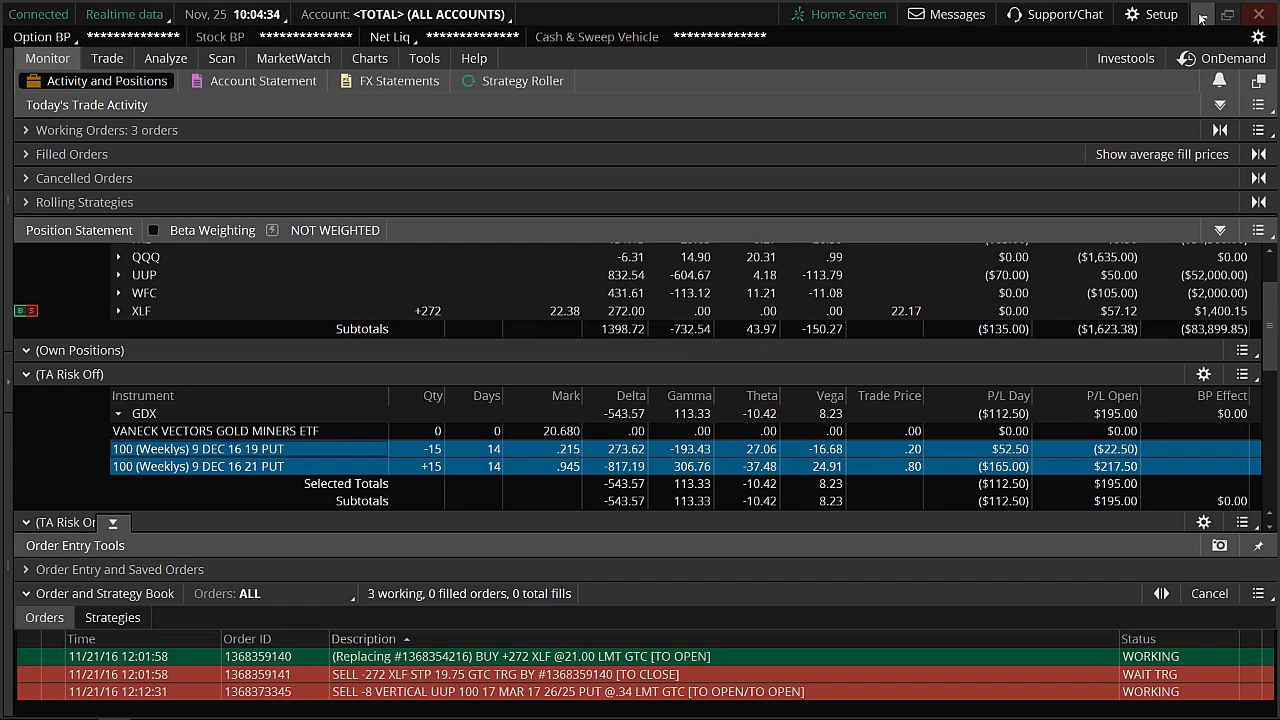 Connected Realtime data Nov, 25 10:04:34 Account: <TOTAL> (ALL ACCOUNTS) Home Screen Messages Support/Chat Setup
Option BP ************** Stock BP ************** Net Liq ************** Cash & Sweep Vehicle **************
Monitor Trade Analyze Scan MarketWatch Charts Tools Help Investools OnDemand
Activity and Positions Account Statement FX Statements Strategy Roller
Today's Trade Activity
Working Orders: 3 orders
Filled Orders Show average fill prices
Cancelled Orders
Rolling Strategies
Position Statement Beta Weighting NOT WEIGHTED
QQQ -6.31 14.90 20.31 .99 $0.00 ($1,635.00) $0.00
UUP 832.54 -604.67 4.18 -113.79 ($70.00) $50.00 ($52,000.00)
WFC 431.61 -113.12 11.21 -11.08 $0.00 ($105.00) ($2,000.00)
B S XLF +272 22.38 272.00 .00 .00 .00 22.17 $0.00 $57.12 $1,400.15
Subtotals 1398.72 -732.54 43.97 -150.27 ($135.00) ($1,623.38) ($83,899.85)
(Own Positions)
(TA Risk Off)
Instrument Qty Days Mark Delta Gamma Theta Vega Trade Price P/L Day P/L Open BP Effect
GDX -543.57 113.33 -10.42 8.23 ($112.50) $195.00 $0.00
VANECK VECTORS GOLD MINERS ETF 0 0 20.680 .00 .00 .00 .00 .00 $0.00 $0.00
100 (Weeklys) 9 DEC 16 19 PUT -15 14 .215 273.62 -193.43 27.06 -16.68 .20 $52.50 ($22.50)
100 (Weeklys) 9 DEC 16 21 PUT +15 14 .945 -817.19 306.76 -37.48 24.91 .80 ($165.00) $217.50
Selected Totals -543.57 113.33 -10.42 8.23 ($112.50) $195.00
Subtotals -543.57 113.33 -10.42 8.23 ($112.50) $195.00 $0.00
(TA Risk Or
Order Entry Tools
Order Entry and Saved Orders
Order and Strategy Book Orders: ALL 3 working, 0 filled orders, 0 total fills Cancel
Orders Strategies
Time Order ID Description Status
11/21/16 12:01:58 1368359140 (Replacing #1368354216) BUY +272 XLF @21.00 LMT GTC [TO OPEN] WORKING
11/21/16 12:01:58 1368359141 SELL -272 XLF STP 19.75 GTC TRG BY #1368359140 [TO CLOSE] WAIT TRG
11/21/16 12:12:31 1368373345 SELL -8 VERTICAL UUP 100 17 MAR 17 26/25 PUT @.34 LMT GTC [TO OPEN/TO OPEN] WORKING